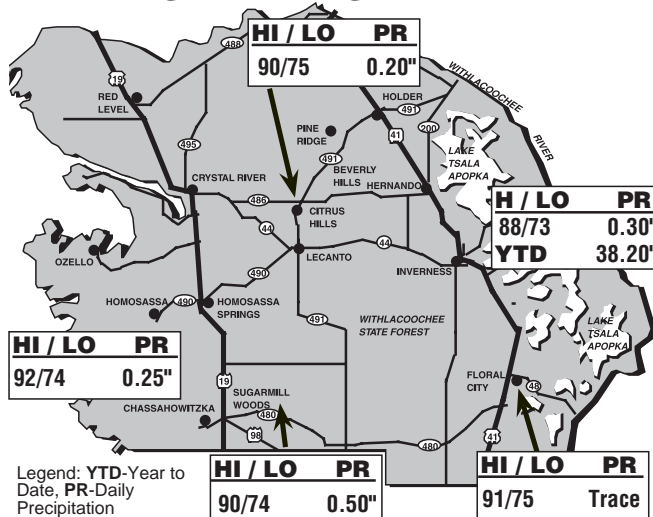 HI / LO PR
90/75 0.20"
488
19
RED
LEVEL
HOLDER
WITHLACOOCHEE
RIVER
491
PINE
RIDGE
41
200
495
LAKE
TSALA
APOPKA
491
BEVERLY
HILLS
CRYSTAL RIVER
HERNANDO
486
H / LO PR
88/73 0.30"
YTD 38.20"
CITRUS
HILLS
44
44
OZELLO
LECANTO
INVERNESS
490
HOMOSASSA
490
HOMOSASSA
SPRINGS
491
WITHLACOOCHEE
STATE FOREST
LAKE
TSALA
APOPKA
HI / LO PR
92/74 0.25"
19
FLORAL
CITY
48
SUGARMILL
WOODS
CHASSAHOWITZKA
480
98
480
41
Legend: YTD-Year to
Date, PR-Daily
Precipitation
HI / LO PR
90/74 0.50"
HI / LO PR
91/75 Trace